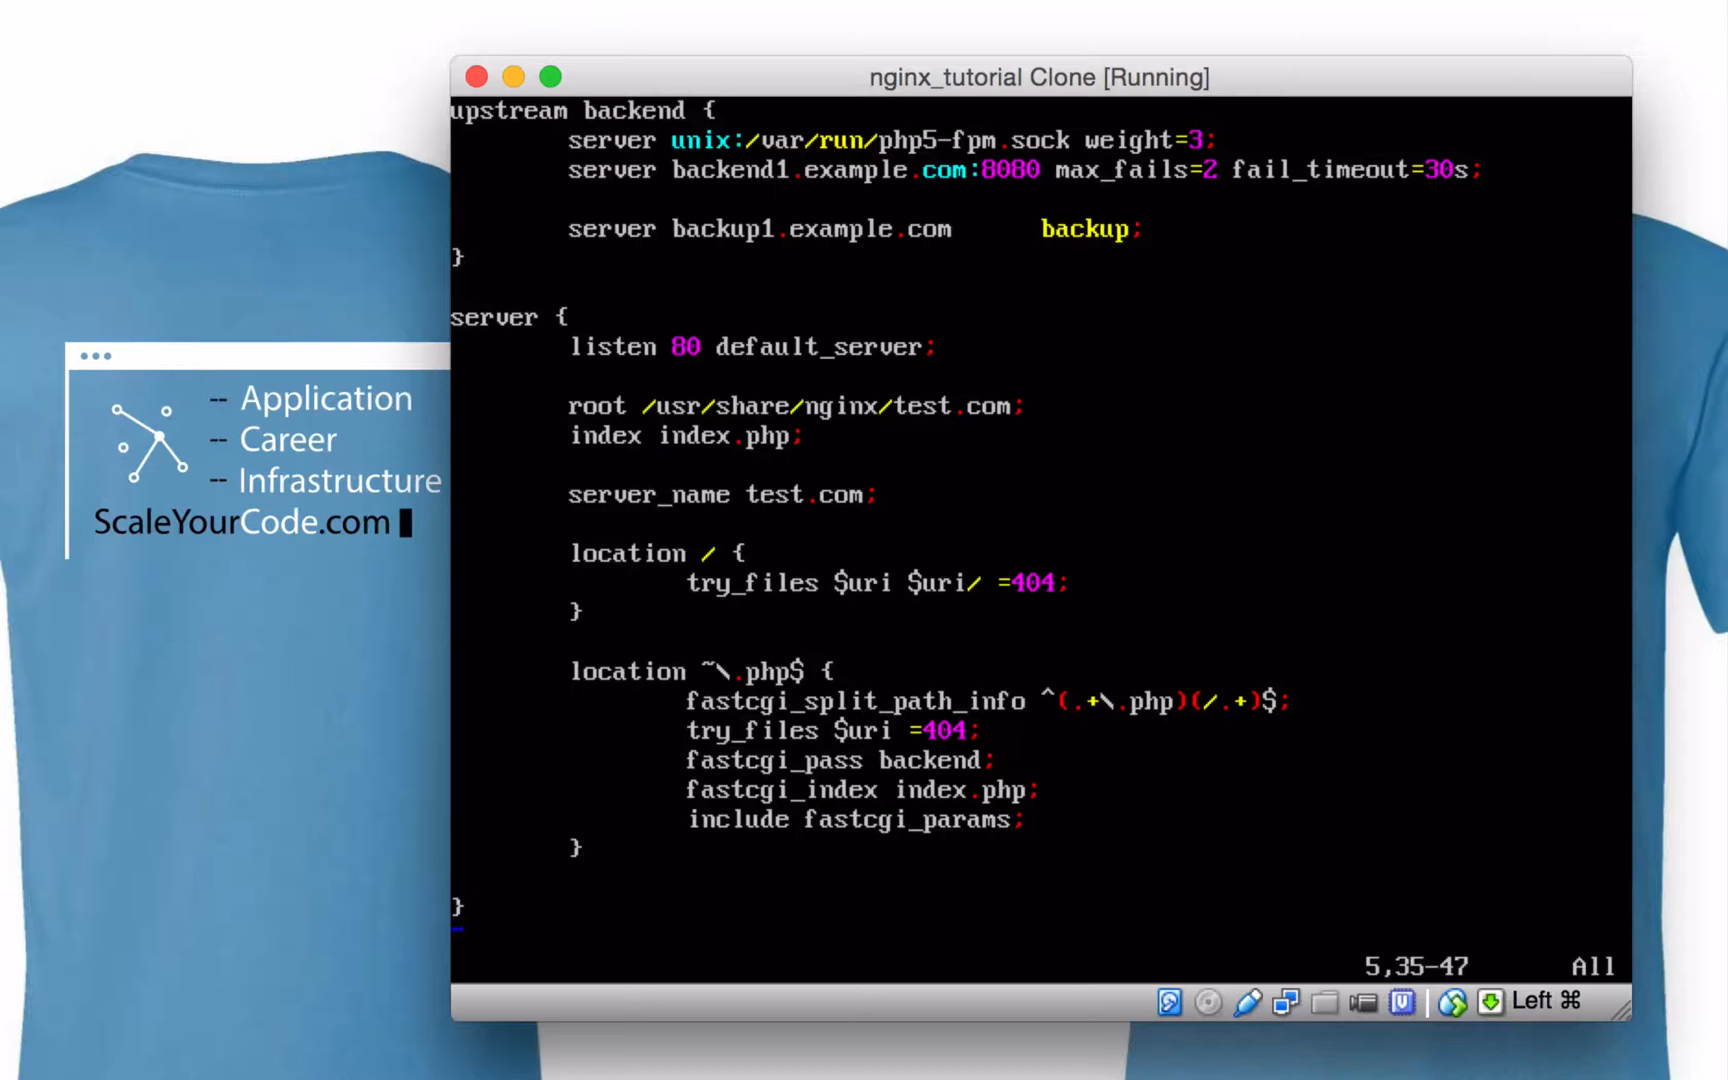 nginx_tutorial Clone [Running]
upstream backend {
server unix:/var/run/php5-fpm.sock weight=3;
server backend1.example.com:8080 max_fails=2 fail_timeout=30s;
server backup1.example.com backup;
}
server {
listen 80 default_server;
root /usr/share/nginx/test.com;
index index.php;
server_name test.com;
location / {
try_files $uri $uri/ =404;
}
location ~\.php$ {
fastcgi_split_path_info ^(.+\.php)(/.+)$;
try_files $uri =404;
fastcgi_pass backend;
fastcgi_index index.php;
include fastcgi_params;
}
}
5,35-47 All
Left ⌘
-- Application
-- Career
-- Infrastructure
ScaleYourCode.com